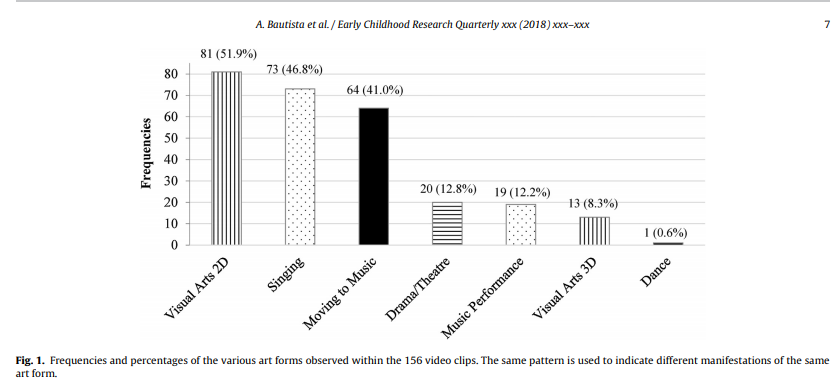 A. Bautista et al. / Early Childhood Research Quarterly xxx (2018) xxx–xxx
7
81 (51.9%)
73 (46.8%)
64 (41.0%)
20 (12.8%)
19 (12.2%)
13 (8.3%)
1 (0.6%)
Frequencies
80
70
60
50
40
30
20
10
0
Visual Arts 2D
Singing
Moving to Music
Drama/Theatre
Music Performance
Visual Arts 3D
Dance
Fig. 1. Frequencies and percentages of the various art forms observed within the 156 video clips. The same pattern is used to indicate different manifestations of the same
art form.